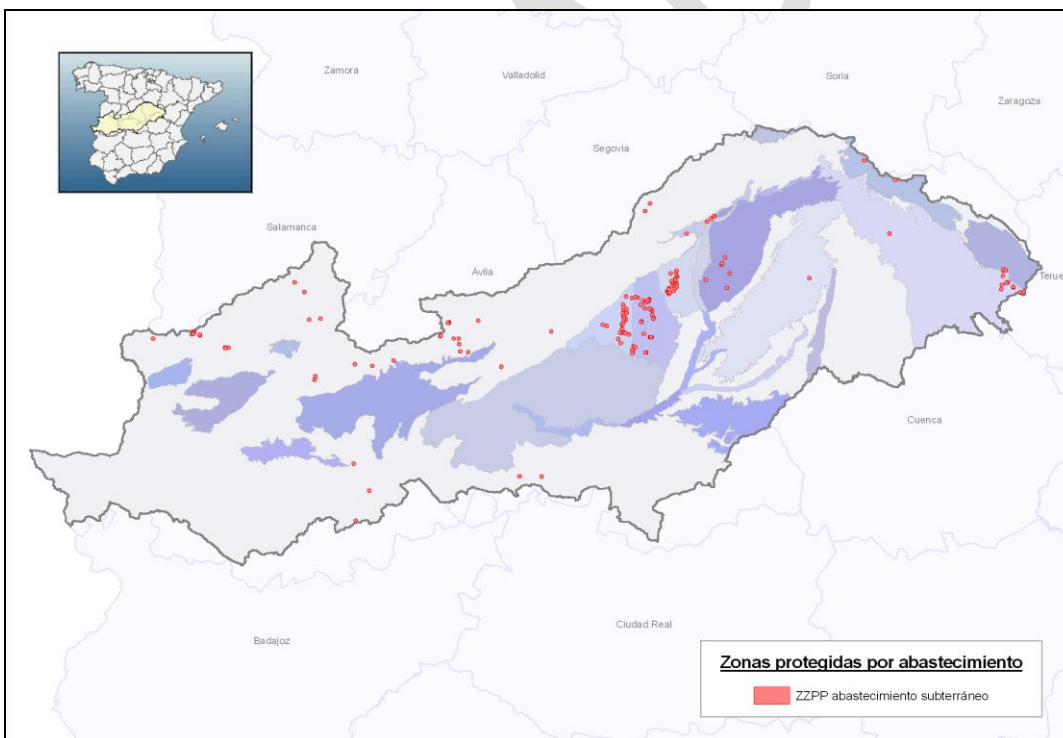 Zamora
Valladolid
Soria
Zaragoza
Segovia
Salamanca
Ávila
Terue
Cuenca
Ciudad Real
Badajoz
Zonas protegidas por abastecimiento
ZZPP abastecimiento subterráneo